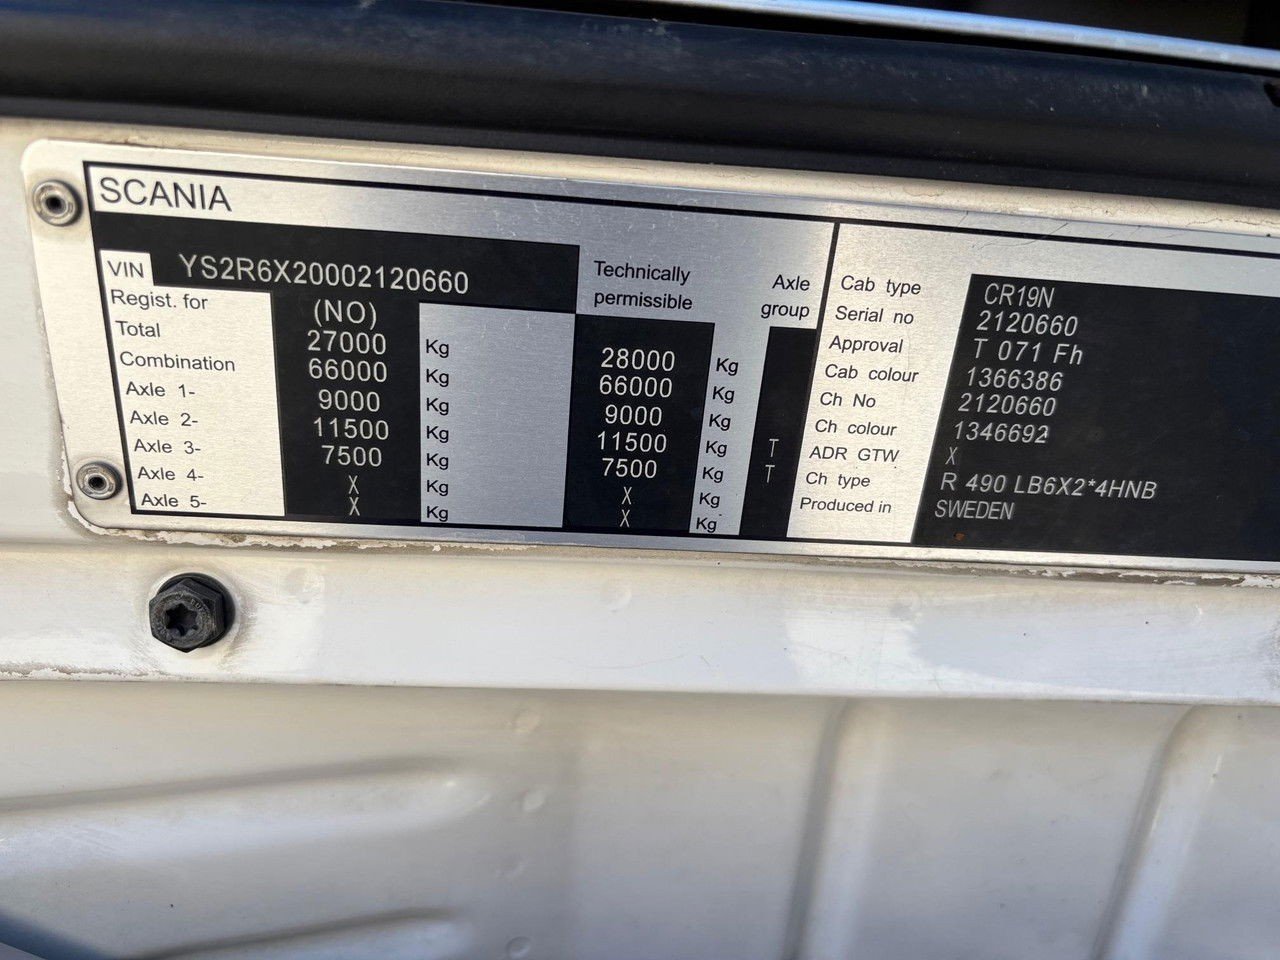 SCANIA
VIN YS2R6X20002120660
Regist. for (NO)
Technically permissible
Axle group
Total 27000 Kg 28000 Kg
Combination 66000 Kg 66000 Kg
Axle 1- 9000 Kg 9000 Kg
Axle 2- 11500 Kg 11500 Kg T
Axle 3- 7500 Kg 7500 Kg T
Axle 4- X Kg X Kg
Axle 5- X Kg X Kg
Cab type CR19N
Serial no 2120660
Approval T 071 Fh
Cab colour 1366386
Ch No 2120660
Ch colour 1346692
ADR GTW X
Ch type R 490 LB6X2*4HNB
Produced in SWEDEN